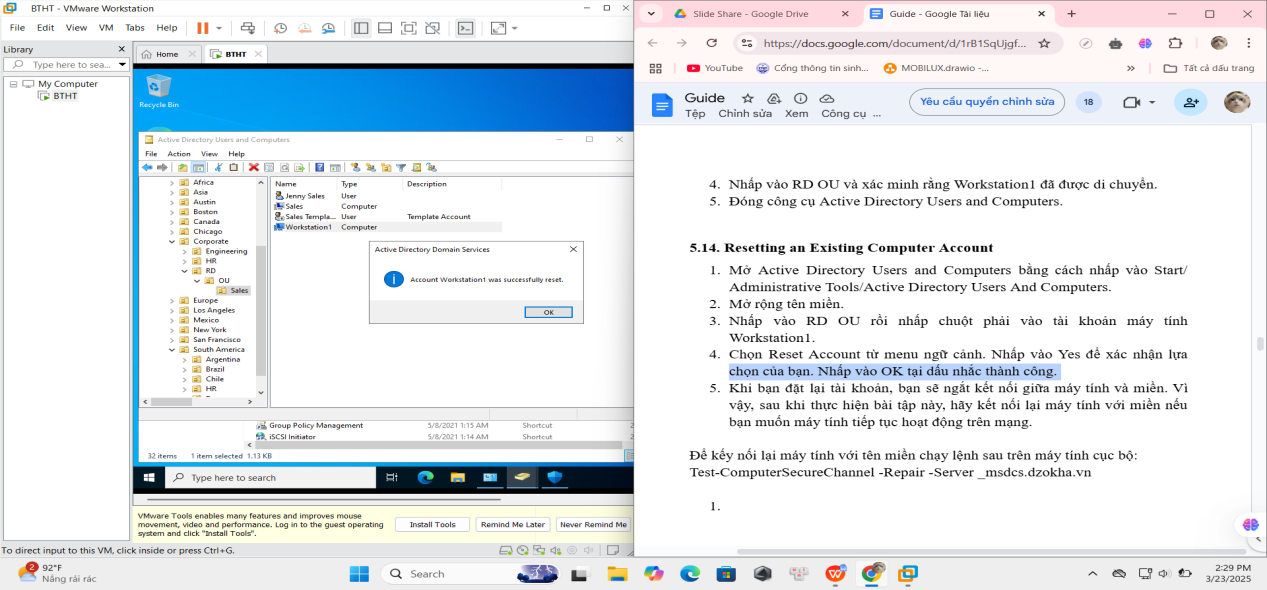 BTHT - VMware Workstation
File Edit View VM Tabs Help
Library
Type here to sea...
My Computer
BTHT
Home
BTHT
Recycle Bin
Active Directory Users and Computers
File Action View Help
Africa
Asia
Austin
Boston
Canada
Chicago
Corporate
Engineering
HR
RD
OU
Sales
Europe
Los Angeles
Mexico
New York
San Francisco
South America
Argentina
Brazil
Chile
HR
Name Type Description
Jenny Sales User
Sales Computer
Sales Templa... User Template Account
Workstation1 Computer
Active Directory Domain Services
Account Workstation1 was successfully reset.
OK
Group Policy Management 5/8/2021 1:15 AM Shortcut
iSCSI Initiator 5/8/2021 1:14 AM Shortcut
32 items 1 item selected 1.13 KB
Type here to search
VMware Tools enables many features and improves mouse
movement, video and performance. Log in to the guest operating
system and click "Install Tools".
Install Tools
Remind Me Later
Never Remind Me
To direct input to this VM, click inside or press Ctrl+G.
Slide Share - Google Drive
Guide - Google Tài liệu
https://docs.google.com/document/d/1rB1SqUjgf...
YouTube
Cổng thông tin sinh...
MOBILUX.drawio -...
»
Tất cả dấu trang
Guide
Tệp Chỉnh sửa Xem Công cụ ...
Yêu cầu quyền chỉnh sửa
18
4. Nhấp vào RD OU và xác minh rằng Workstation1 đã được di chuyển.
5. Đóng công cụ Active Directory Users and Computers.
5.14. Resetting an Existing Computer Account
1. Mở Active Directory Users and Computers bằng cách nhấp vào Start/
Administrative Tools/Active Directory Users And Computers.
2. Mở rộng tên miền.
3. Nhấp vào RD OU rồi nhấp chuột phải vào tài khoản máy tính
Workstation1.
4. Chọn Reset Account từ menu ngữ cảnh. Nhấp vào Yes để xác nhận lựa
chọn của bạn. Nhấp vào OK tại dấu nhắc thành công.
5. Khi bạn đặt lại tài khoản, bạn sẽ ngắt kết nối giữa máy tính và miền. Vì
vậy, sau khi thực hiện bài tập này, hãy kết nối lại máy tính với miền nếu
bạn muốn máy tính tiếp tục hoạt động trên mạng.
Để kếy nối lại máy tính với tên miền chạy lệnh sau trên máy tính cục bộ:
Test-ComputerSecureChannel -Repair -Server _msdcs.dzokha.vn
1.
2
92°F
Nắng rải rác
Search
2:29 PM
3/23/2025